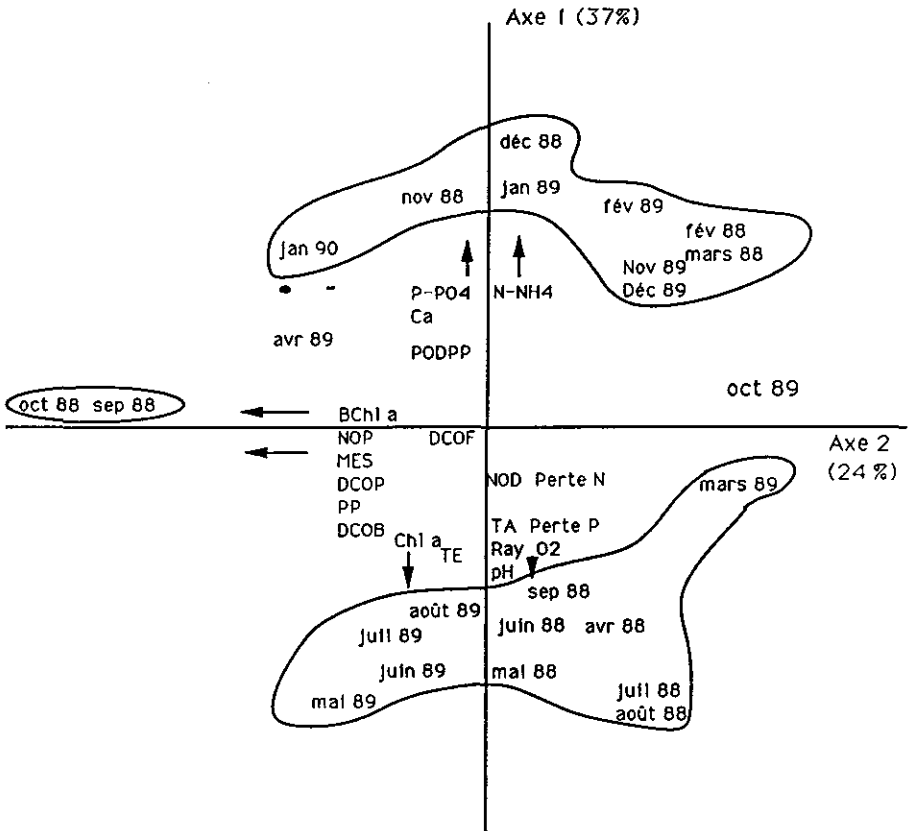 Axe 1 (37%)
déc 88
nov 88
jan 89
fév 89
jan 90
fév 88
mars 88
Nov 89
Déc 89
P-PO4 N-NH4
Ca
avr 89
PODPP
oct 88 sep 88
oct 89
BChl a
NOP DCOF
MES
DCOP
PP
DCOB
Axe 2
(24%)
NOD Perte N
mars 89
Chl a
TE
TA Perte P
Ray O2
pH
sep 88
août 89
juil 89
juin 88 avr 88
juin 89
mai 88
mai 89
juil 88
août 88